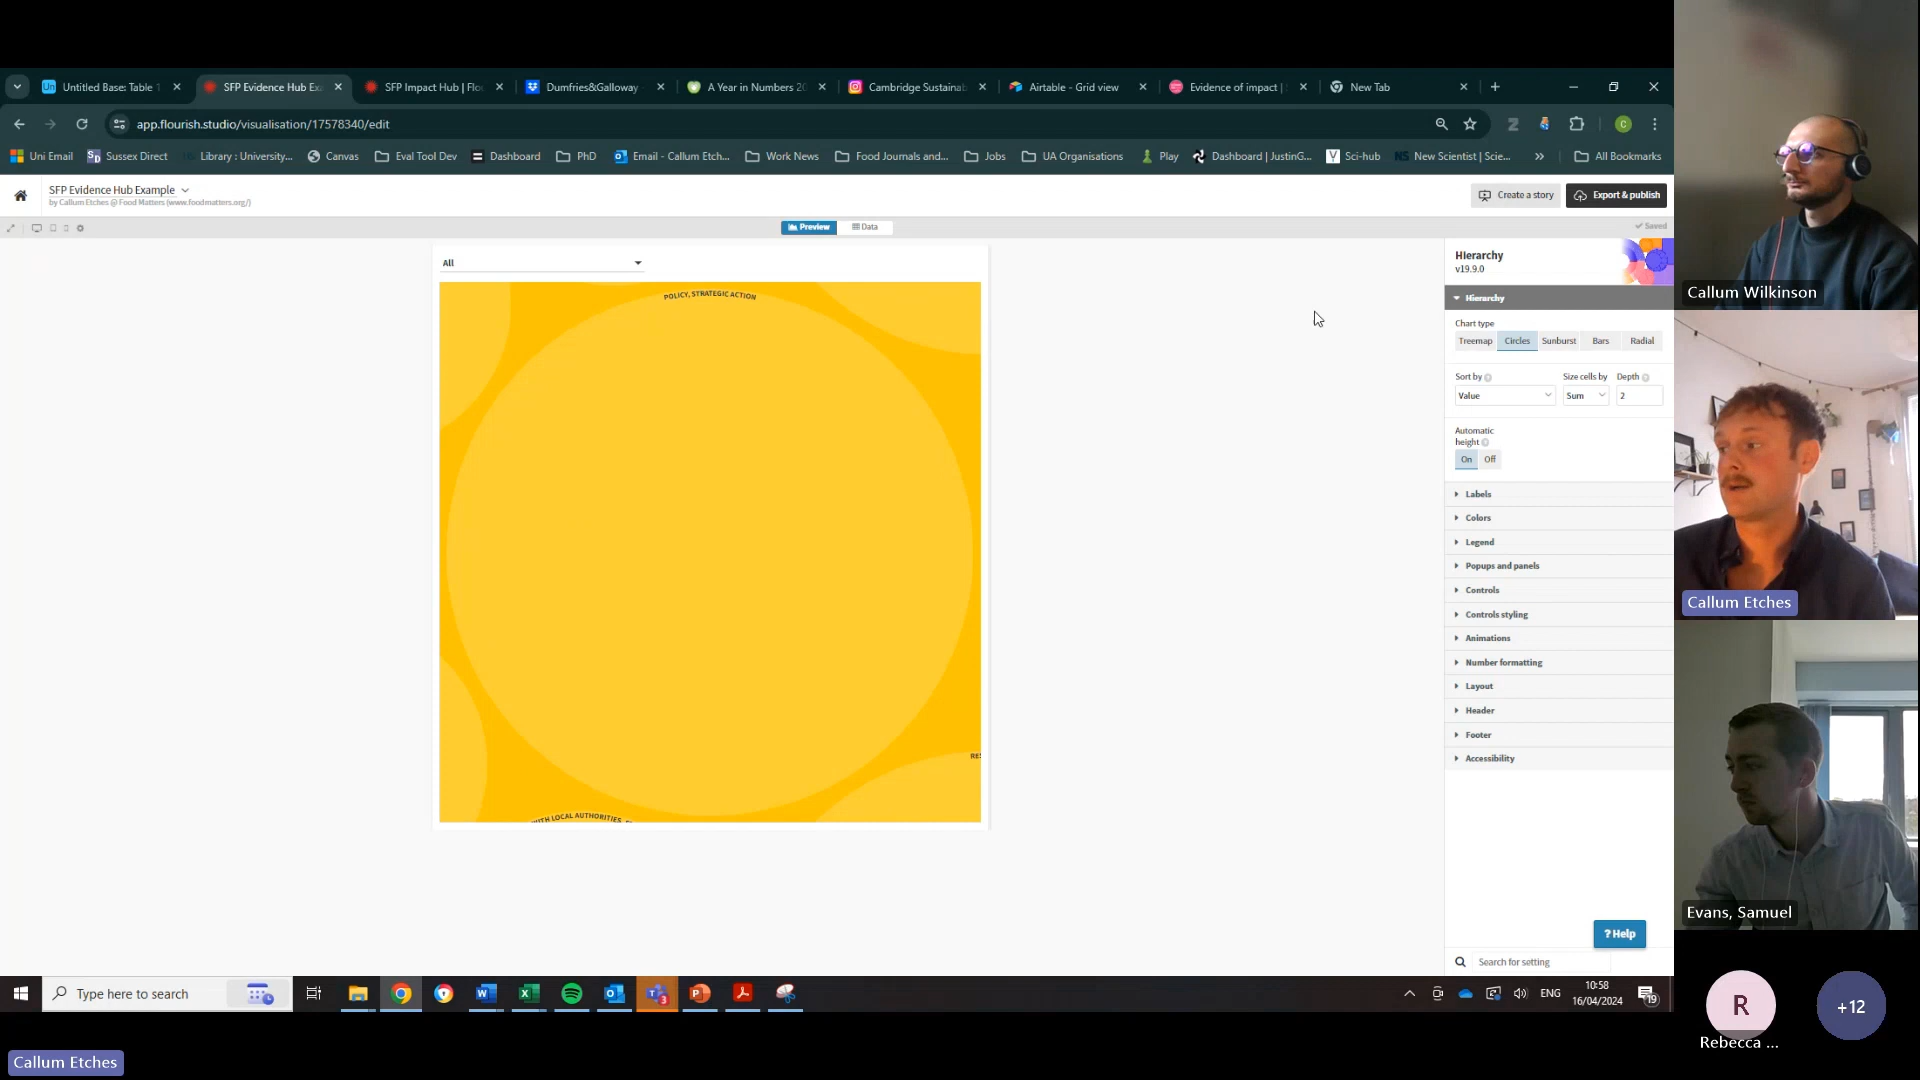 Untitled Base: Table 1
SFP Evidence Hub Ex
SFP Impact Hub | Flo
Dumfries&Galloway
A Year in Numbers 20
Cambridge Sustainab
Airtable - Grid view
Evidence of impact |
New Tab
app.flourish.studio/visualisation/17578340/edit
Uni Email
Sussex Direct
Library : University...
Canvas
Eval Tool Dev
Dashboard
PhD
Email - Callum Etch...
Work News
Food Journals and...
Jobs
UA Organisations
Play
Dashboard | JustinG...
Sci-hub
New Scientist | Scie...
All Bookmarks
SFP Evidence Hub Example
by Callum Etches @ Food Matters (www.foodmatters.org/)
Create a story
Export & publish
Preview
Data
Saved
All
POLICY, STRATEGIC ACTION
RES
WITH LOCAL AUTHORITIES,
Hierarchy
v19.9.0
Hierarchy
Chart type
Treemap Circles Sunburst Bars Radial
Sort by Size cells by Depth
Value Sum 2
Automatic
height
On Off
Labels
Colors
Legend
Popups and panels
Controls
Controls styling
Animations
Number formatting
Layout
Header
Footer
Accessibility
? Help
Search for setting
Type here to search
ENG
10:58
16/04/2024
19
Callum Wilkinson
Callum Etches
Evans, Samuel
R
Rebecca ...
+12
Callum Etches